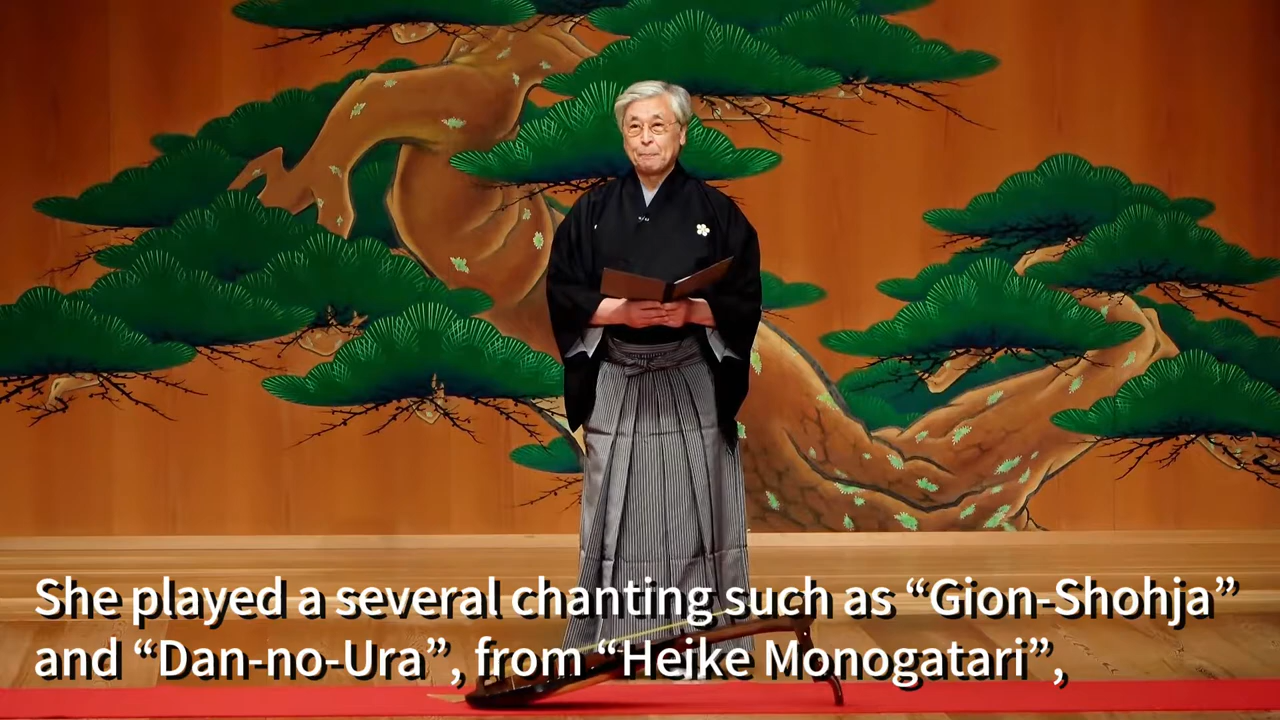 She played a several chanting such as “Gion-Shohja”
and “Dan-no-Ura”, from “Heike Monogatari”,